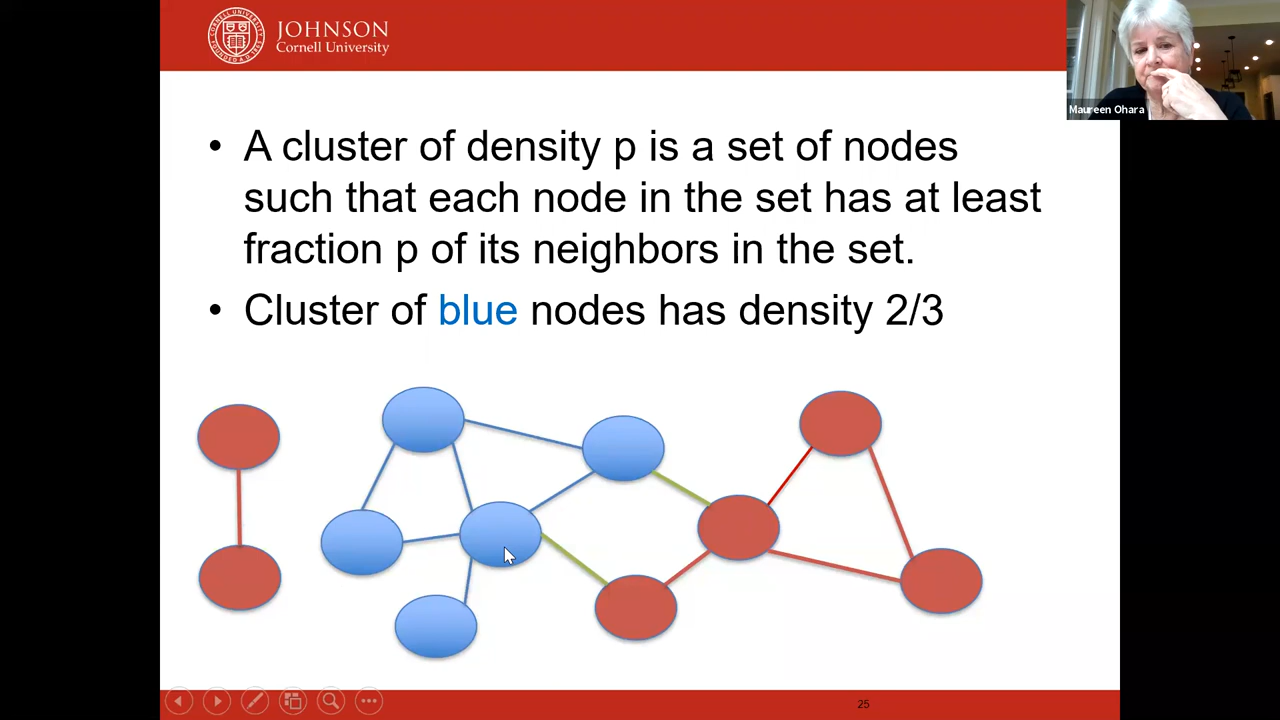 JOHNSON
Cornell University
Maureen Ohara
• A cluster of density p is a set of nodes
such that each node in the set has at least
fraction p of its neighbors in the set.
• Cluster of blue nodes has density 2/3
25